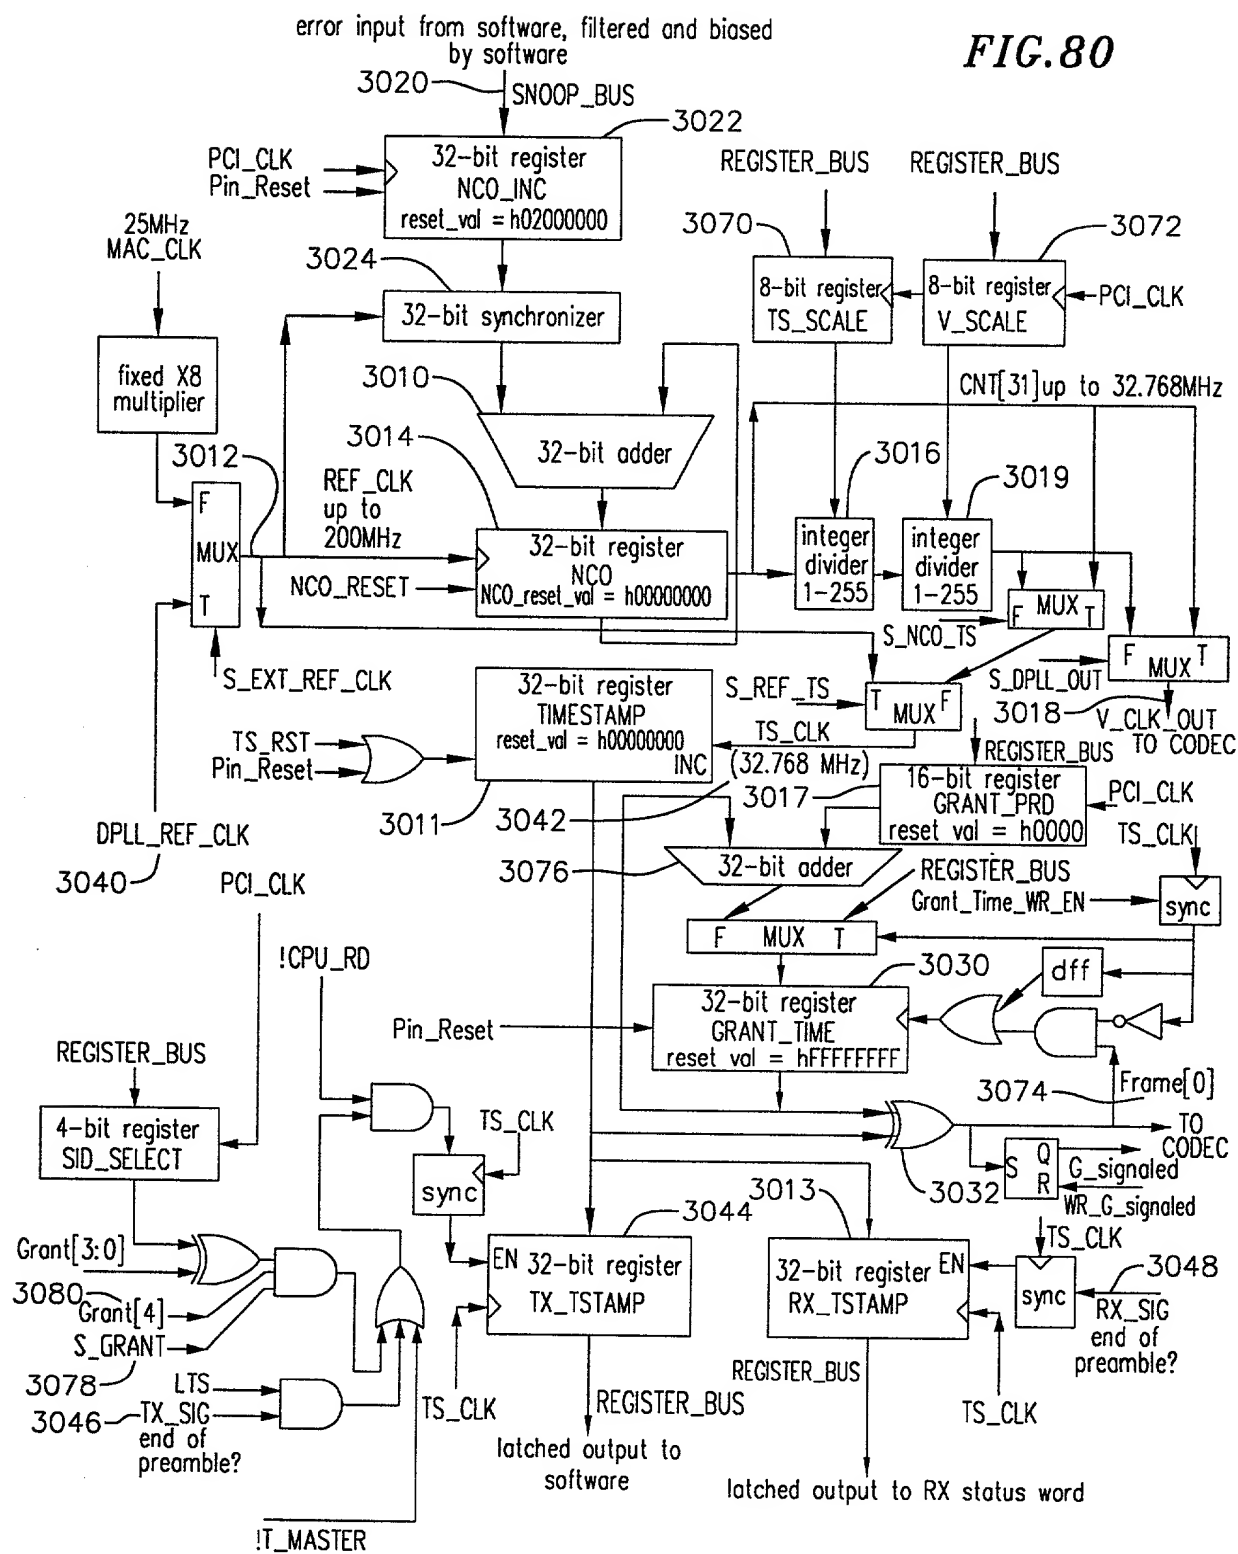 error input from software, filtered and biased
by software
FIG.80
3020
SNOOP_BUS
3022
PCI_CLK
Pin_Reset
32-bit register
NCO_INC
reset_val = h02000000
REGISTER_BUS
REGISTER_BUS
25MHz
MAC_CLK
3070
3072
3024
8-bit register
TS_SCALE
8-bit register
V_SCALE
PCI_CLK
32-bit synchronizer
fixed X8
multiplier
3010
CNT[31]up to 32.768MHz
3014
32-bit adder
3012
3016
3019
REF_CLK
up to
200MHz
F
MUX
T
32-bit register
NCO
NCO_reset_val = h00000000
NCO_RESET
integer
divider
1-255
integer
divider
1-255
F MUX T
S_NCO_TS
F MUX T
S_DPLL_OUT
S_EXT_REF_CLK
32-bit register
TIMESTAMP
reset_val = h00000000
INC
S_REF_TS
T MUX F
3018
V_CLK_OUT
TO CODEC
TS_RST
Pin_Reset
TS_CLK
(32.768 MHz)
REGISTER_BUS
3011
3042
3017
16-bit register
GRANT_PRD
reset val = h0000
PCI_CLK
DPLL_REF_CLK
TS_CLK
3040
3076
32-bit adder
REGISTER_BUS
PCI_CLK
Grant_Time_WR_EN
sync
F MUX T
!CPU_RD
3030
dff
32-bit register
GRANT_TIME
reset val = hFFFFFFFF
Pin_Reset
REGISTER_BUS
3074
Frame[0]
4-bit register
SID_SELECT
TS_CLK
TO
CODEC
sync
S Q
R
G_signaled
WR_G_signaled
3032
3013
3044
Grant[3:0]
TS_CLK
EN 32-bit register
TX_TSTAMP
32-bit register EN
RX_TSTAMP
sync
3048
RX_SIG
end of
preamble?
3080
Grant[4]
S_GRANT
3078
LTS
3046
TX_SIG
end of
preamble?
TS_CLK
REGISTER_BUS
REGISTER_BUS
TS_CLK
latched output to
software
latched output to RX status word
!T_MASTER